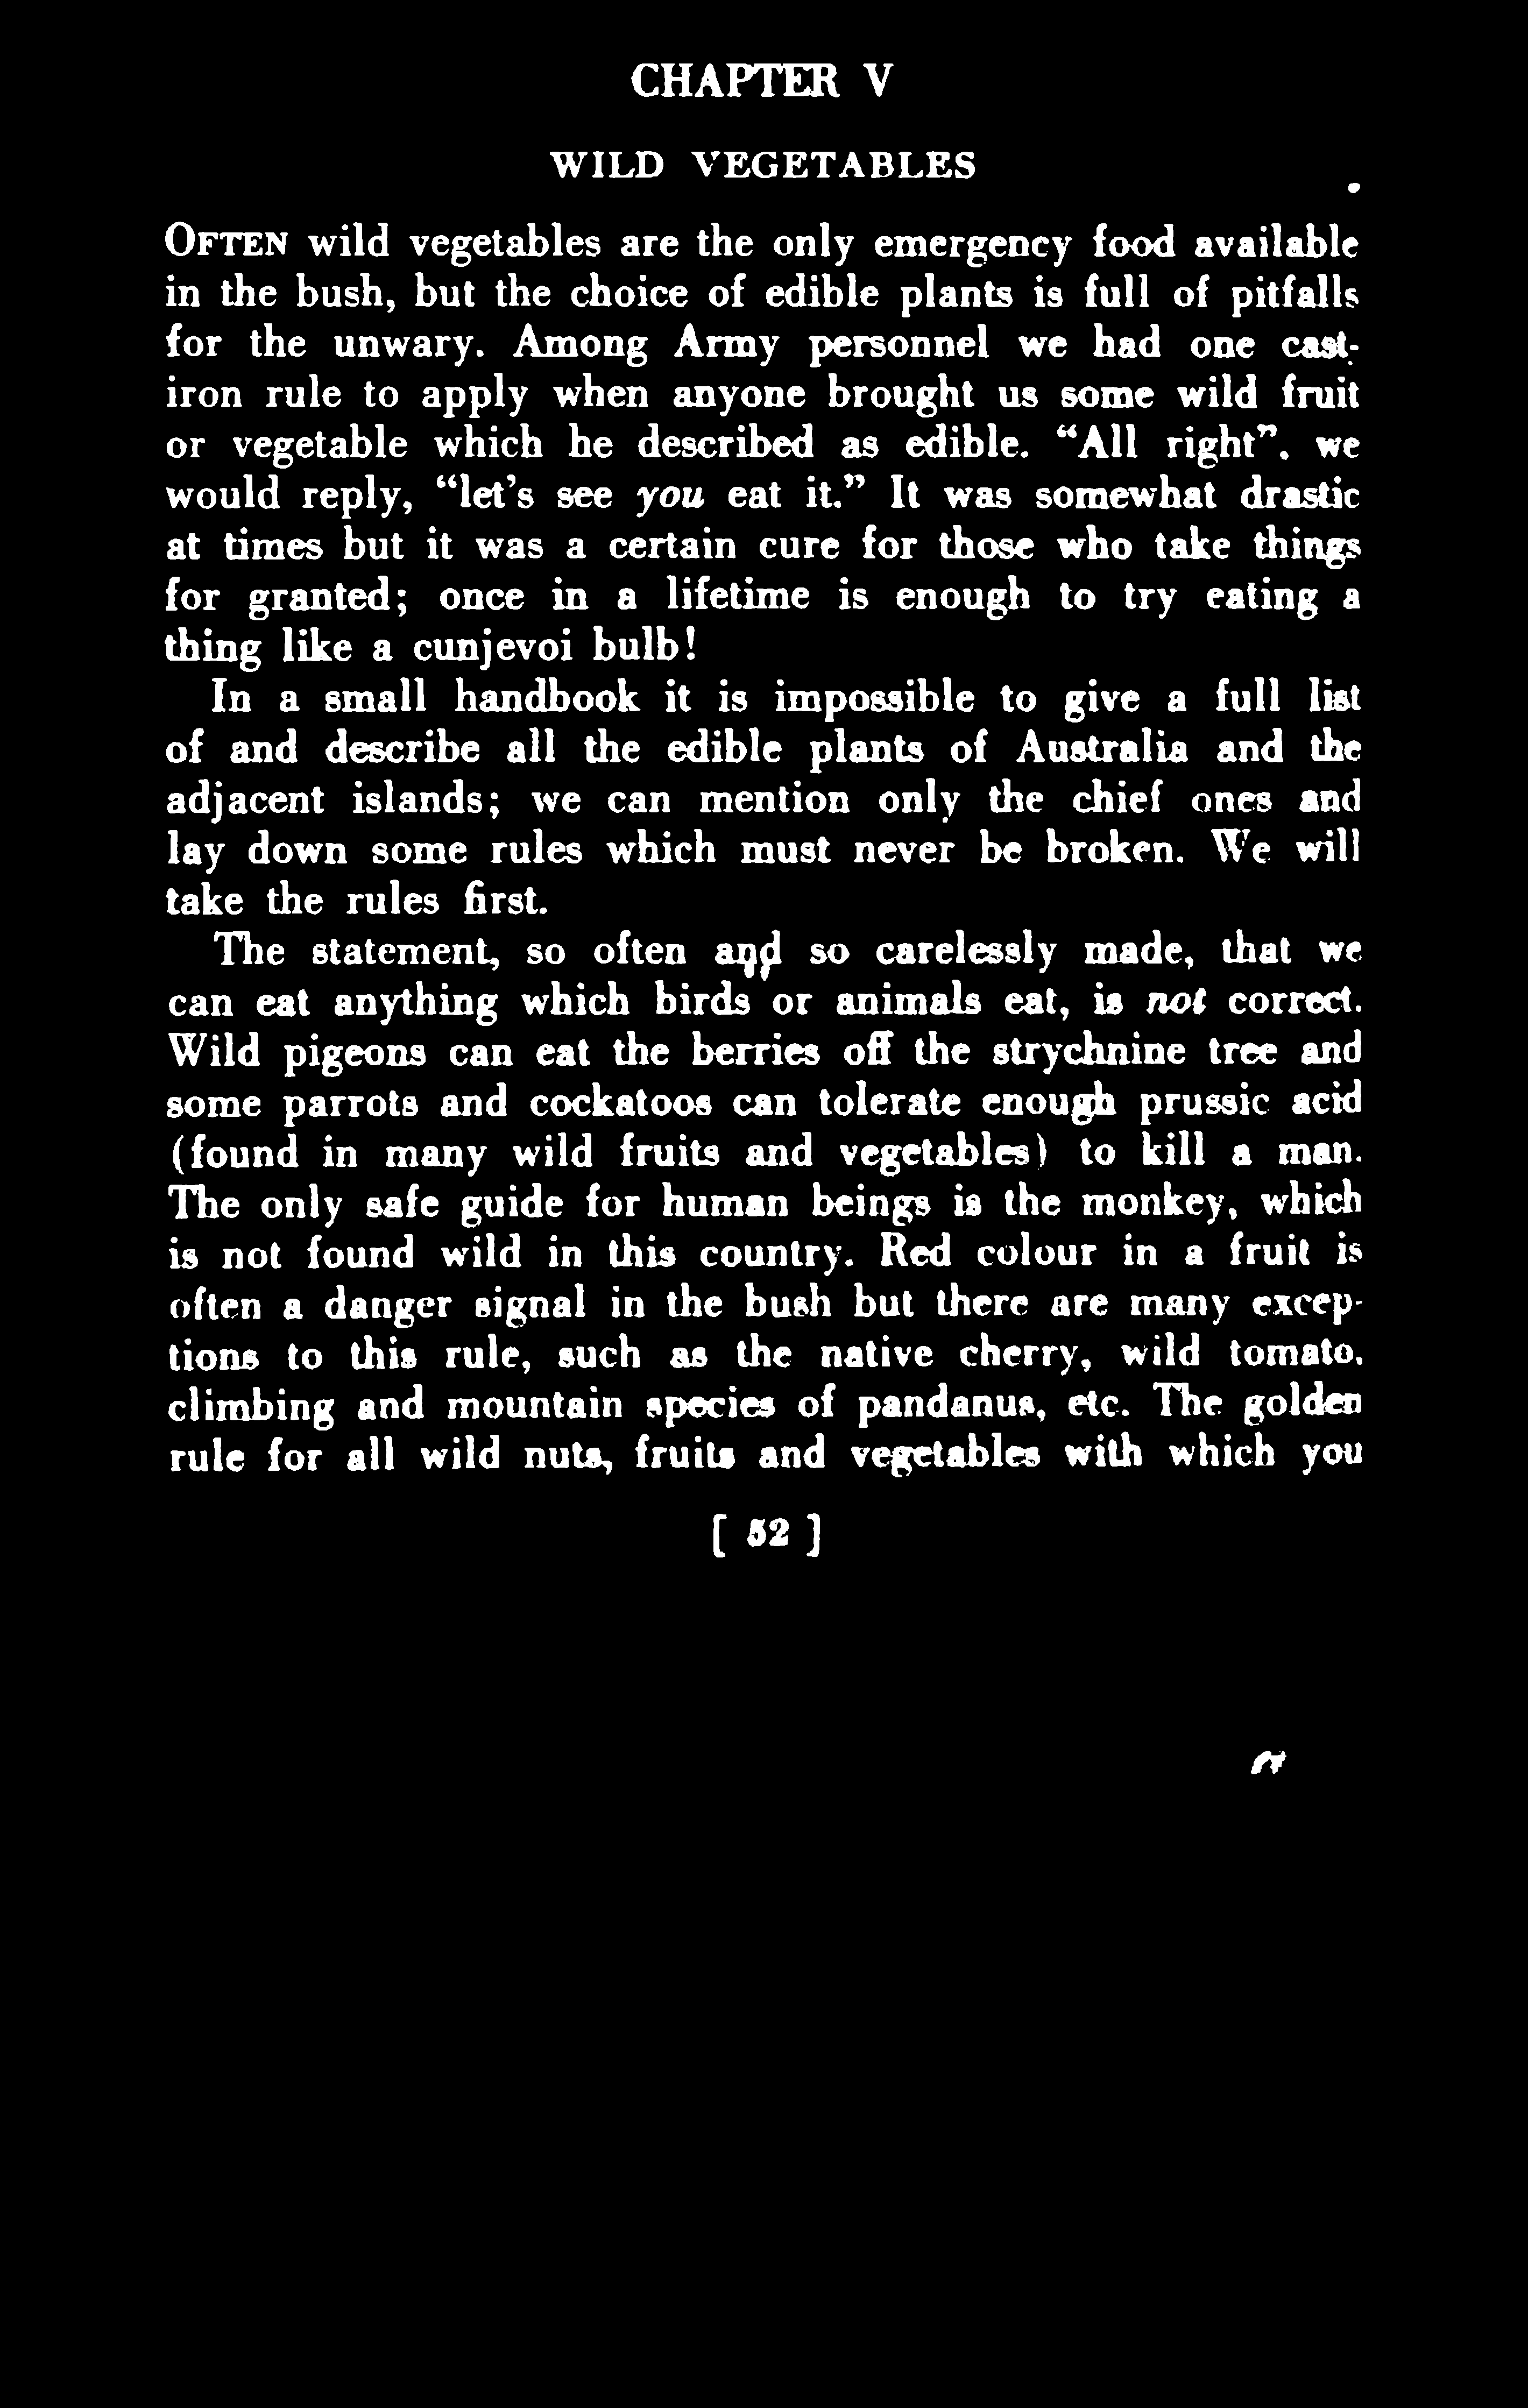 CHAPTER V
WILD VEGETABLES
OFTEN wild vegetables are the only emergency food available
in the bush, but the choice of edible plants is full of pitfalls
for the unwary. Among Army personnel we had one cast-
iron rule to apply when anyone brought us some wild fruit
or vegetable which he described as edible. “All right”. we
would reply, “let’s see you eat it.” It was somewhat drastic
at times but it was a certain cure for those who take things
for granted; once in a lifetime is enough to try eating a
thing like a cunjevoi bulb!
In a small handbook it is impossible to give a full list
of and describe all the edible plants of Australia and the
adjacent islands; we can mention only the chief ones and
lay down some rules which must never be broken. We will
take the rules first.
The statement, so often and so carelessly made, that we
can eat anything which birds or animals eat, is not correct.
Wild pigeons can eat the berries off the strychnine tree and
some parrots and cockatoos can tolerate enough prussic acid
(found in many wild fruits and vegetables) to kill a man.
The only safe guide for human beings is the monkey, which
is not found wild in this country. Red colour in a fruit is
often a danger signal in the bush but there are many excep-
tions to this rule, such as the native cherry, wild tomato.
climbing and mountain species of pandanus, etc. The golden
rule for all wild nuts, fruits and vegetables with which you
[ 52 ]